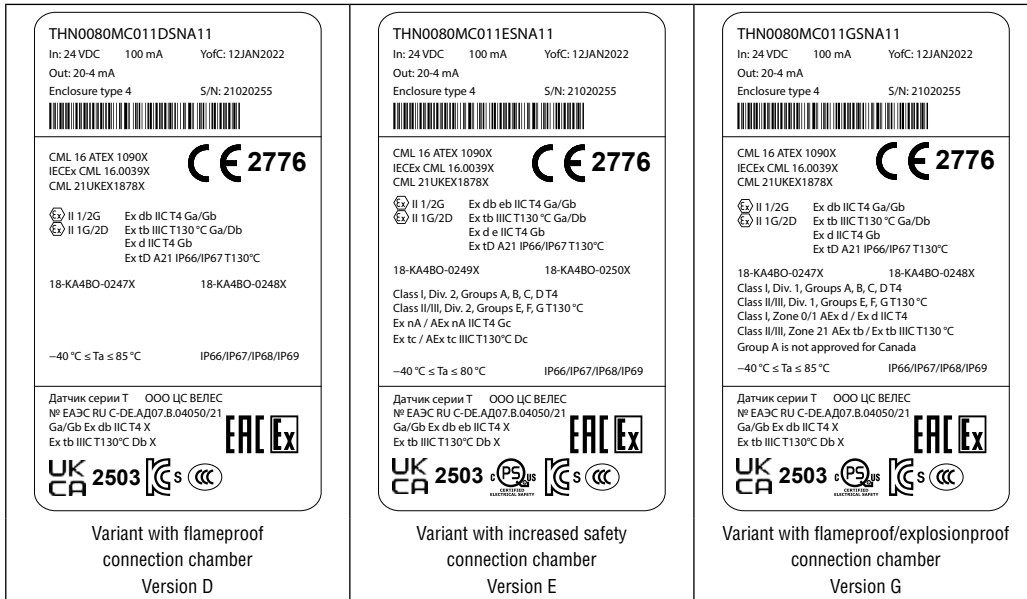 THN0080MC011DSNA11
In: 24 VDC 100 mA YofC: 12JAN2022
Out: 20-4 mA
Enclosure type 4 S/N: 21020255
CML 16 ATEX 1090X
IECEx CML 16.0039X
CML 21UKEX1878X
CE 2776
Ex II 1/2G Ex db IIC T4 Ga/Gb
Ex II 1G/2D Ex tb IIIC T130 °C Ga/Db
Ex d IIC T4 Gb
Ex tD A21 IP66/IP67 T130°C
18-KA4BO-0247X 18-KA4BO-0248X
−40 °C ≤ Ta ≤ 85 °C IP66/IP67/IP68/IP69
Датчик серии T ООО ЦС ВЕЛЕС
№ ЕАЭС RU C-DE.АД07.B.04050/21
Ga/Gb Ex db IIC T4 X
Ex tb IIIC T130°C Db X
EAC Ex
UK CA 2503 KC s CCC
Variant with flameproof
connection chamber
Version D
THN0080MC011ESNA11
In: 24 VDC 100 mA YofC: 12JAN2022
Out: 20-4 mA
Enclosure type 4 S/N: 21020255
CML 16 ATEX 1090X
IECEx CML 16.0039X
CML 21UKEX1878X
CE 2776
Ex II 1/2G Ex db eb IIC T4 Ga/Gb
Ex II 1G/2D Ex tb IIIC T130 °C Ga/Db
Ex d e IIC T4 Gb
Ex tD A21 IP66/IP67 T130°C
18-KA4BO-0249X 18-KA4BO-0250X
Class I, Div. 2, Groups A, B, C, D T4
Class II/III, Div. 2, Groups E, F, G T130 °C
Ex nA / AEx nA IIC T4 Gc
Ex tc / AEx tc IIIC T130°C Dc
−40 °C ≤ Ta ≤ 80 °C IP66/IP67/IP68/IP69
Датчик серии T ООО ЦС ВЕЛЕС
№ ЕАЭС RU C-DE.АД07.B.04050/21
Ga/Gb Ex db eb IIC T4 X
Ex tb IIIC T130°C Db X
EAC Ex
UK CA 2503 c PS us KC s CCC
CERTIFIED
ELECTRICAL SAFETY
Variant with increased safety
connection chamber
Version E
THN0080MC011GSNA11
In: 24 VDC 100 mA YofC: 12JAN2022
Out: 20-4 mA
Enclosure type 4 S/N: 21020255
CML 16 ATEX 1090X
IECEx CML 16.0039X
CML 21UKEX1878X
CE 2776
Ex II 1/2G Ex db IIC T4 Ga/Gb
Ex II 1G/2D Ex tb IIIC T130 °C Ga/Db
Ex d IIC T4 Gb
Ex tD A21 IP66/IP67 T130°C
18-KA4BO-0247X 18-KA4BO-0248X
Class I, Div. 1, Groups A, B, C, D T4
Class II/III, Div. 1, Groups E, F, G T130 °C
Class I, Zone 0/1 AEx d / Ex d IIC T4
Class II/III, Zone 21 AEx tb / Ex tb IIIC T130 °C
Group A is not approved for Canada
−40 °C ≤ Ta ≤ 85 °C IP66/IP67/IP68/IP69
Датчик серии T ООО ЦС ВЕЛЕС
№ ЕАЭС RU C-DE.АД07.B.04050/21
Ga/Gb Ex db IIC T4 X
Ex tb IIIC T130°C Db X
EAC Ex
UK CA 2503 c PS us KC s CCC
CERTIFIED
ELECTRICAL SAFETY
Variant with flameproof/explosionproof
connection chamber
Version G